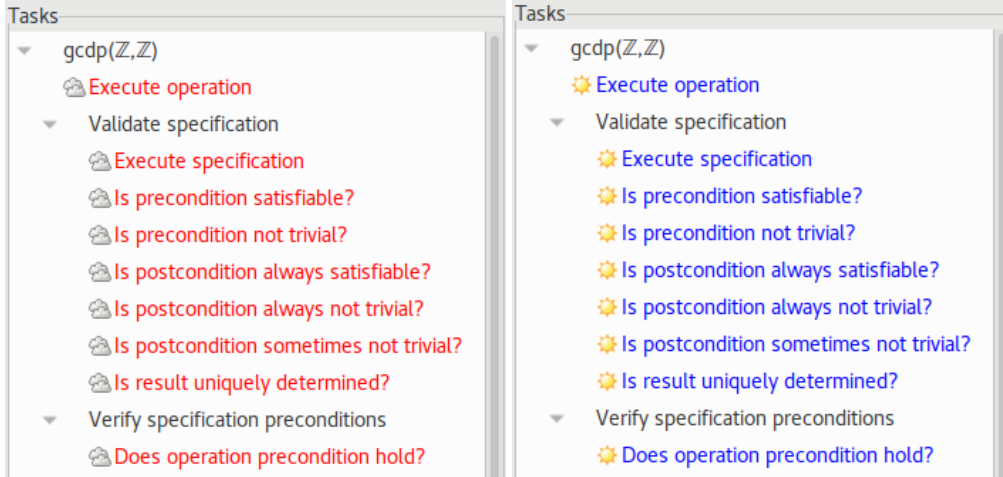 Tasks
gcdp(ℤ,ℤ)
Execute operation
Validate specification
Execute specification
Is precondition satisfiable?
Is precondition not trivial?
Is postcondition always satisfiable?
Is postcondition always not trivial?
Is postcondition sometimes not trivial?
Is result uniquely determined?
Verify specification preconditions
Does operation precondition hold?
Tasks
gcdp(ℤ,ℤ)
Execute operation
Validate specification
Execute specification
Is precondition satisfiable?
Is precondition not trivial?
Is postcondition always satisfiable?
Is postcondition always not trivial?
Is postcondition sometimes not trivial?
Is result uniquely determined?
Verify specification preconditions
Does operation precondition hold?